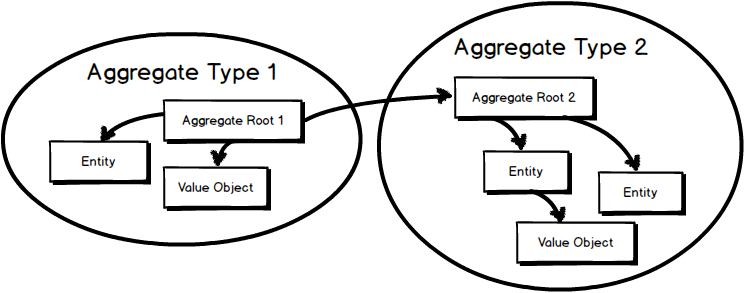 Aggregate Type 1
Aggregate Root 1
Entity
Value Object
Aggregate Type 2
Aggregate Root 2
Entity
Entity
Value Object